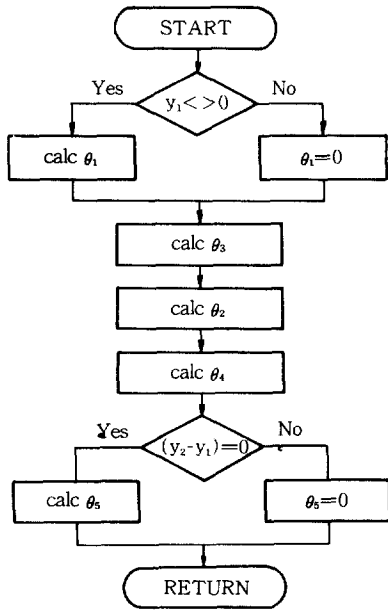 START
Yes
No
y₁<>0
calc θ₁
θ₁=0
calc θ₃
calc θ₂
calc θ₄
Yes
No
(y₂-y₁)=0
calc θ₅
θ₅=0
RETURN